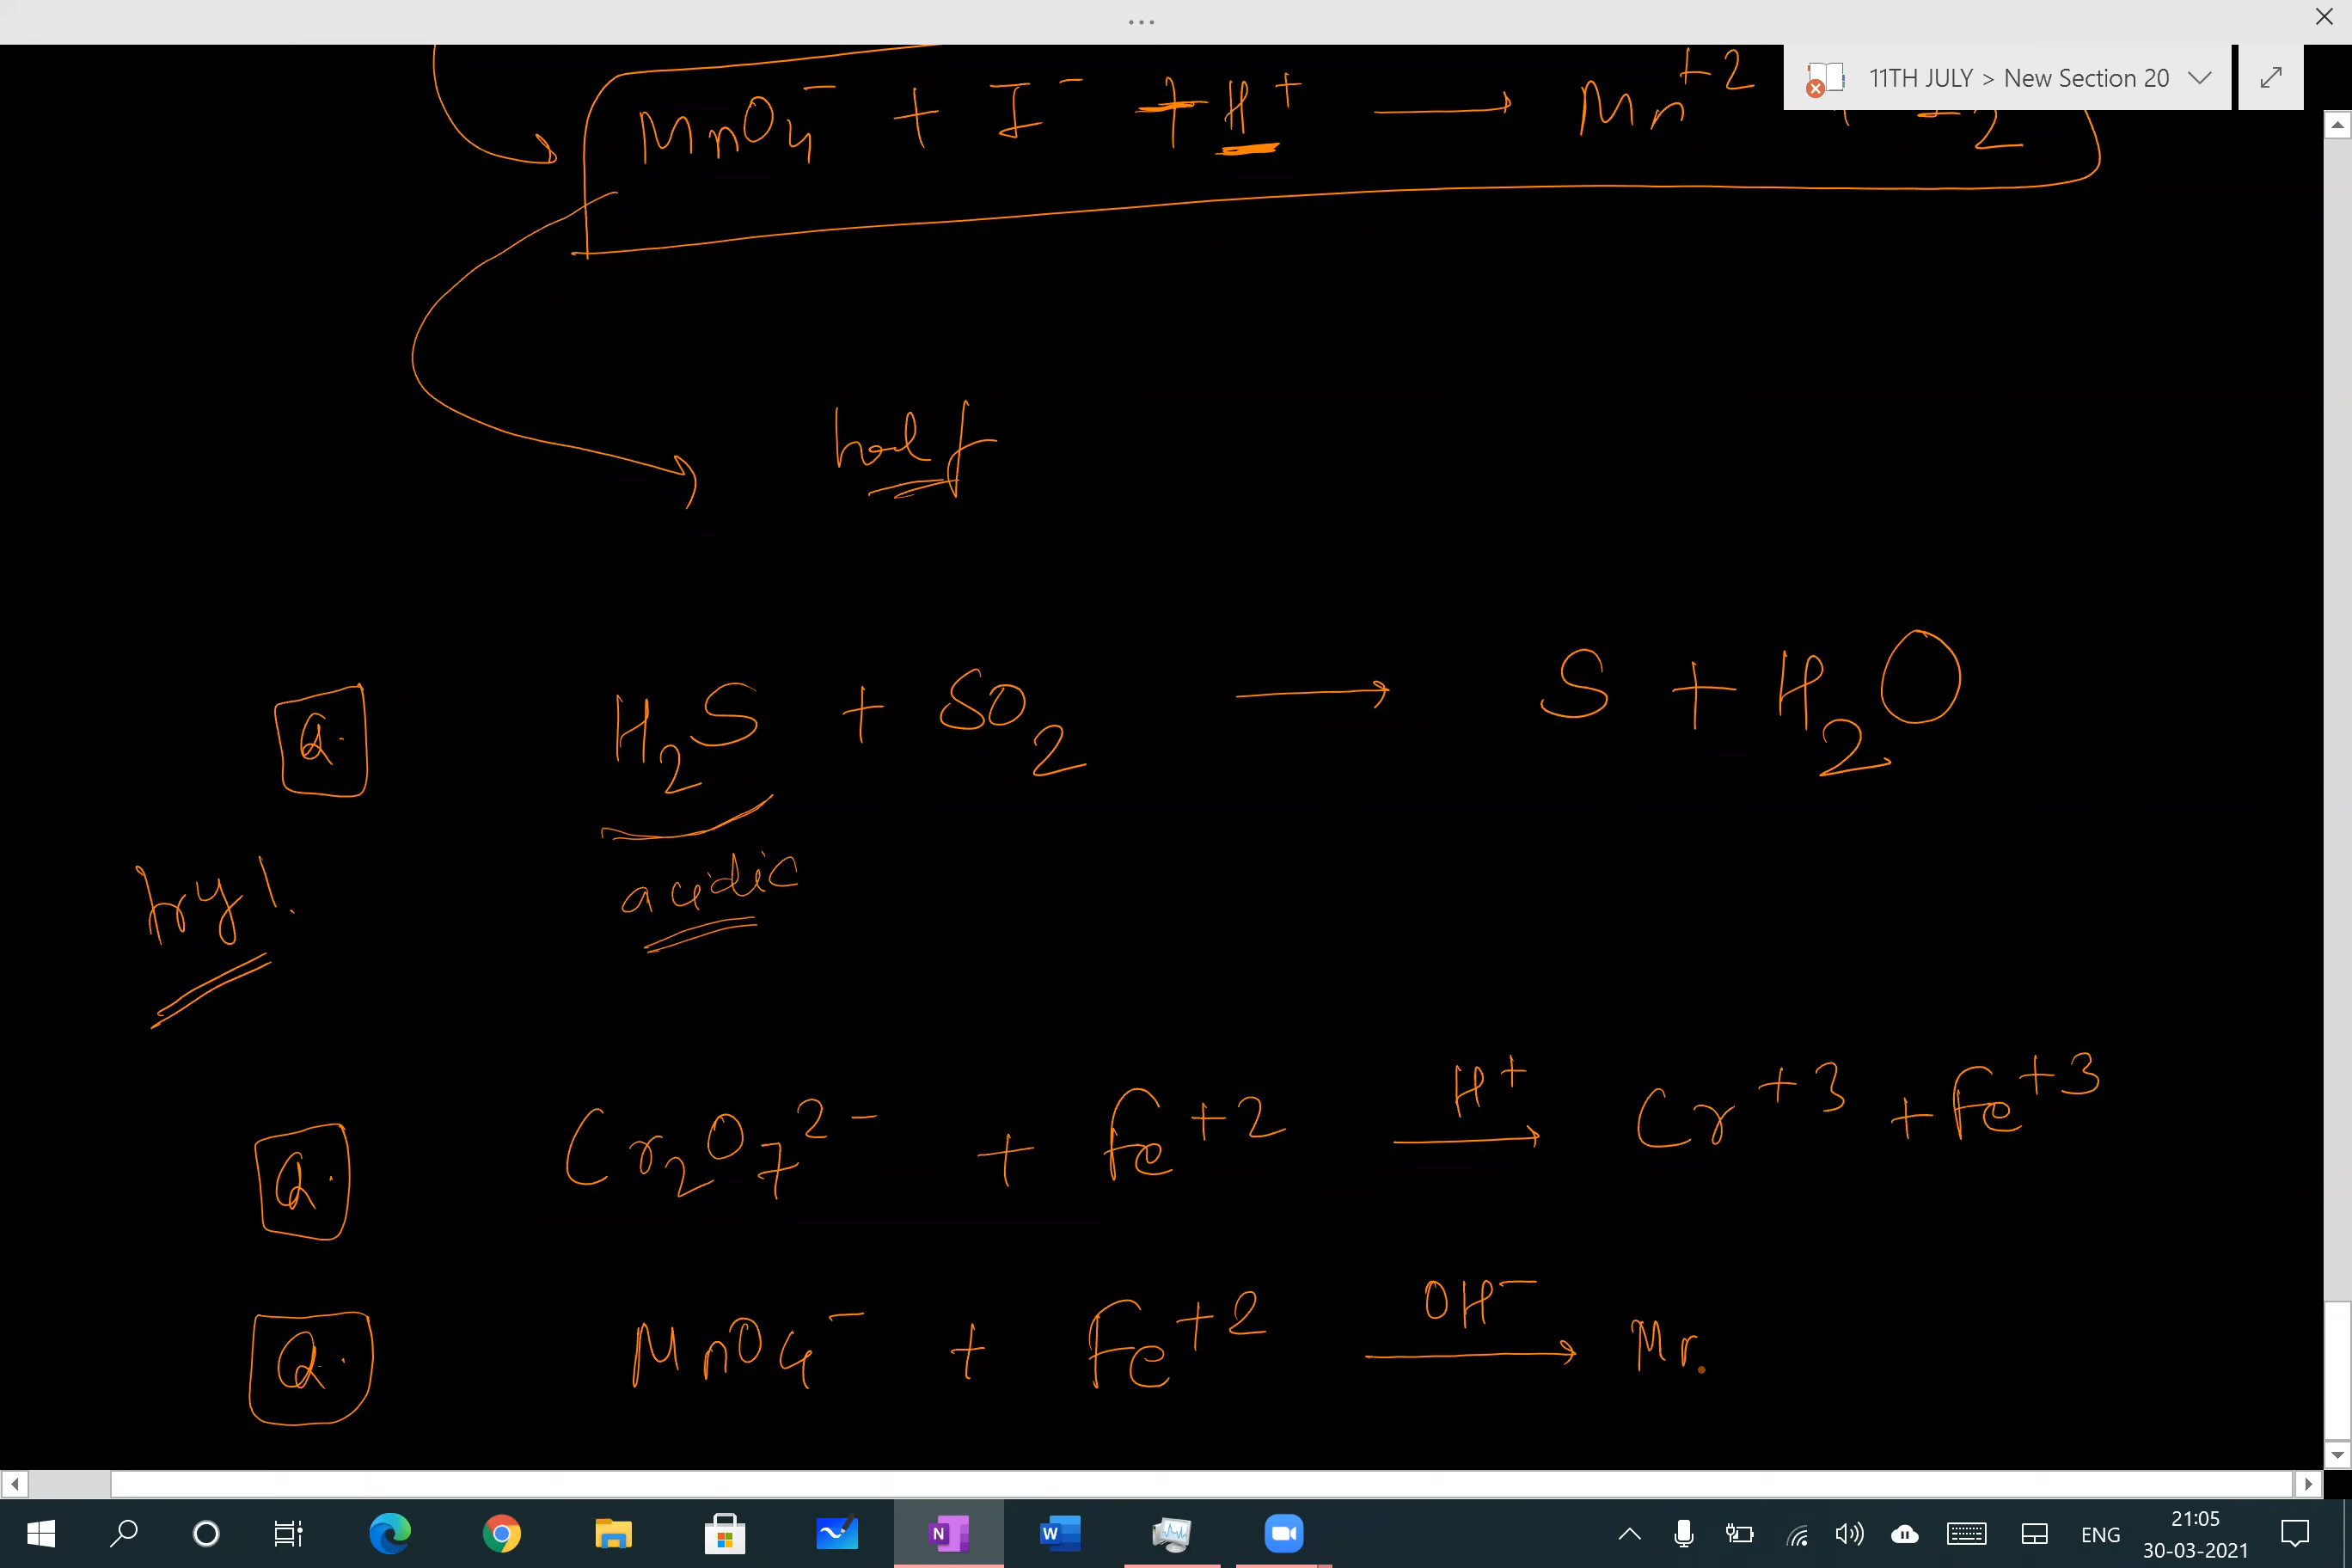 11TH JULY > New Section 20
MnO₄⁻ + I⁻ + H⁺ → Mn⁺²
half
Q. H₂S + SO₂ → S + H₂O
acidic
try!
Q. Cr₂O₇²⁻ + Fe⁺² H⁺ → Cr⁺³ + Fe⁺³
Q. MnO₄⁻ + Fe⁺² OH⁻ → Mn
ENG
21:05
30-03-2021